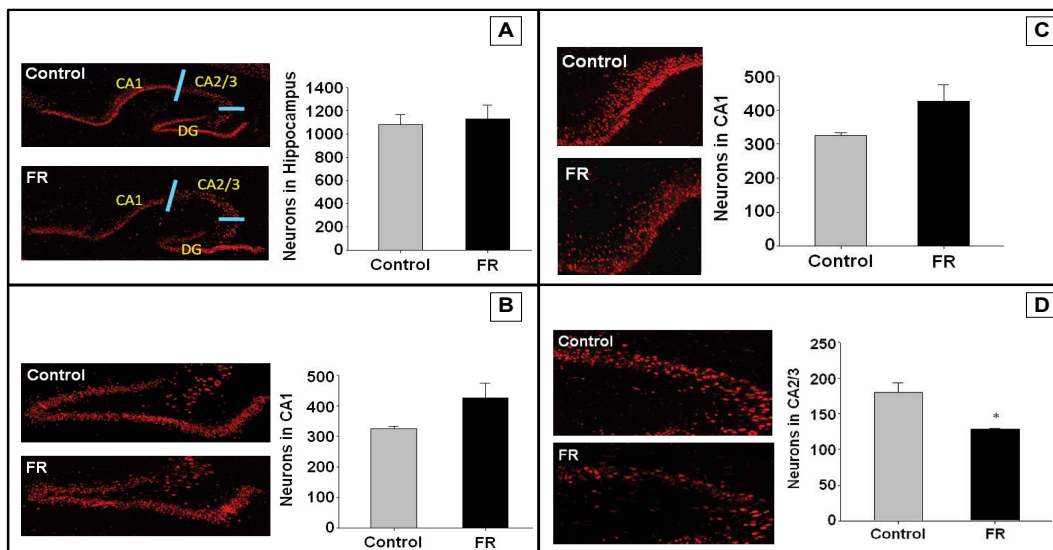 A
Control
CA1
CA2/3
DG
FR
CA1
CA2/3
DG
Neurons in Hippocampus
1400
1200
1000
800
600
400
200
0
Control
FR
B
Control
FR
Neurons in CA1
500
400
300
200
100
0
Control
FR
C
Control
FR
Neurons in CA1
500
400
300
200
100
0
Control
FR
D
Control
FR
Neurons in CA2/3
250
200
150
100
50
0
*
Control
FR